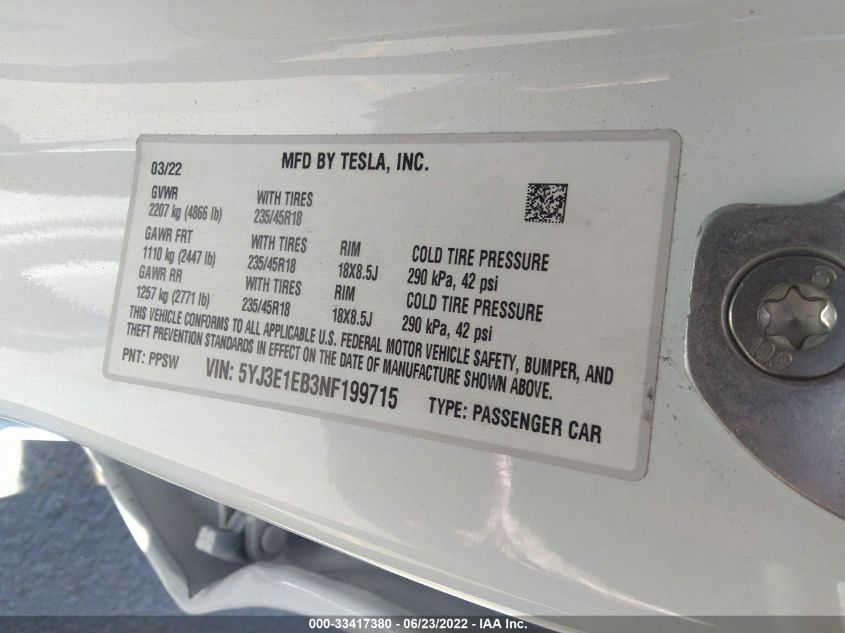 MFD BY TESLA, INC.
03/22
GVWR WITH TIRES
2207 kg (4866 lb) 235/45R18
GAWR FRT WITH TIRES RIM COLD TIRE PRESSURE
1110 kg (2447 lb) 235/45R18 18X8.5J 290 kPa, 42 psi
GAWR RR WITH TIRES RIM COLD TIRE PRESSURE
1257 kg (2771 lb) 235/45R18 18X8.5J 290 kPa, 42 psi
THIS VEHICLE CONFORMS TO ALL APPLICABLE U.S. FEDERAL MOTOR VEHICLE SAFETY, BUMPER, AND
THEFT PREVENTION STANDARDS IN EFFECT ON THE DATE OF MANUFACTURE SHOWN ABOVE.
PNT: PPSW VIN: 5YJ3E1EB3NF199715 TYPE: PASSENGER CAR
000-33417380 - 06/23/2022 - IAA Inc.